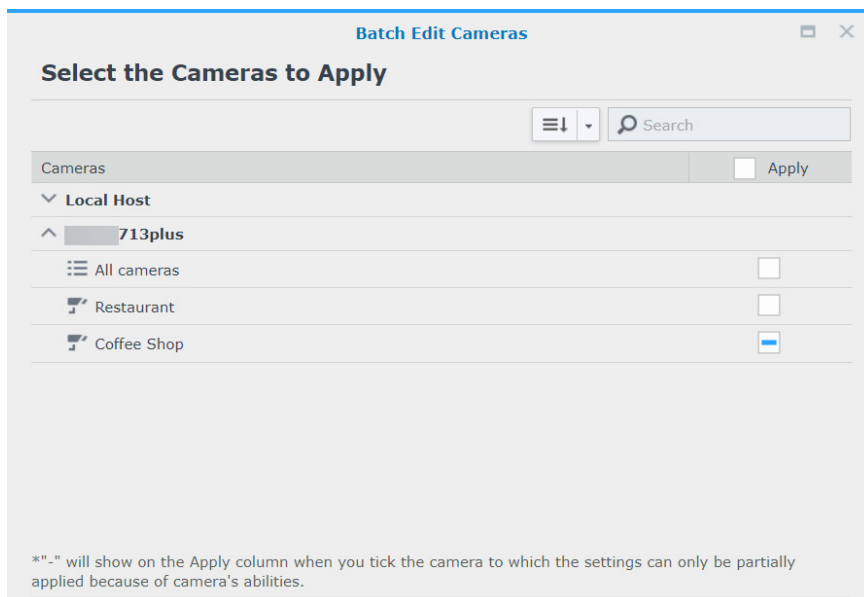 Batch Edit Cameras
Select the Cameras to Apply
Search
Cameras Apply
Local Host
713plus
All cameras
Restaurant
Coffee Shop
*"-" will show on the Apply column when you tick the camera to which the settings can only be partially
applied because of camera's abilities.